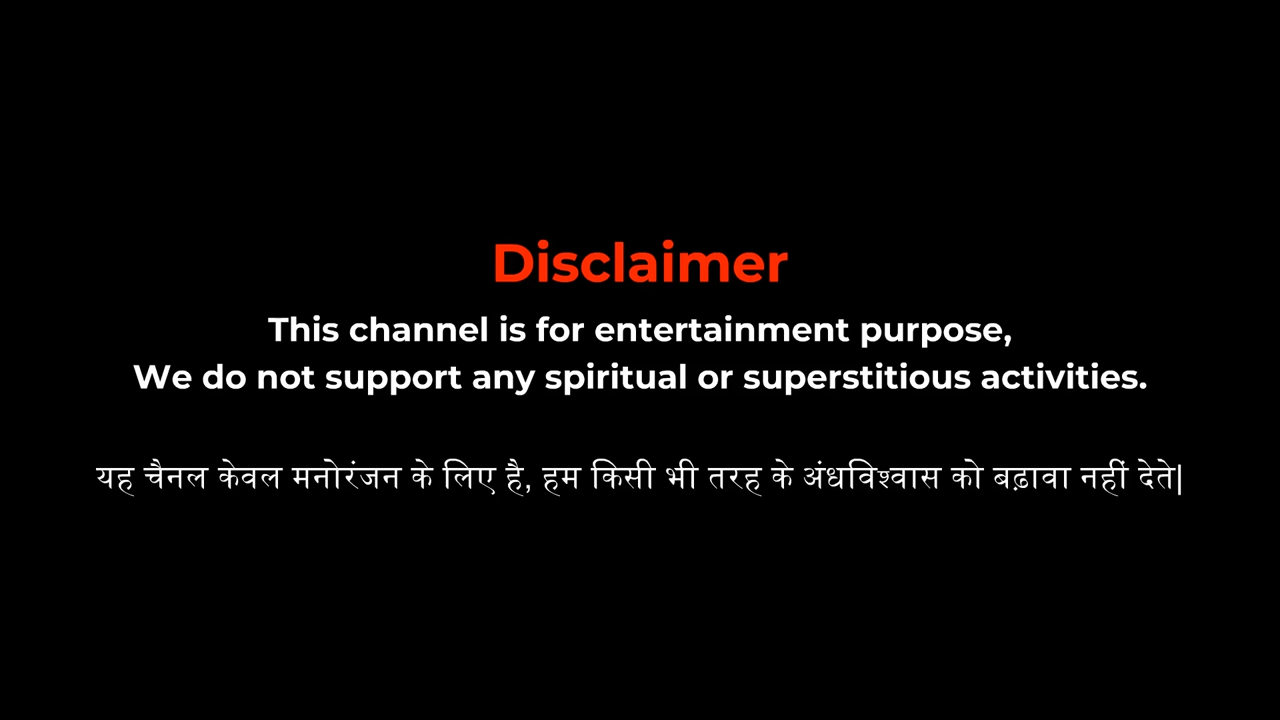 Disclaimer
This channel is for entertainment purpose,
We do not support any spiritual or superstitious activities.
यह चैनल केवल मनोरंजन के लिए है, हम किसी भी तरह के अंधविश्वास को बढ़ावा नहीं देते|